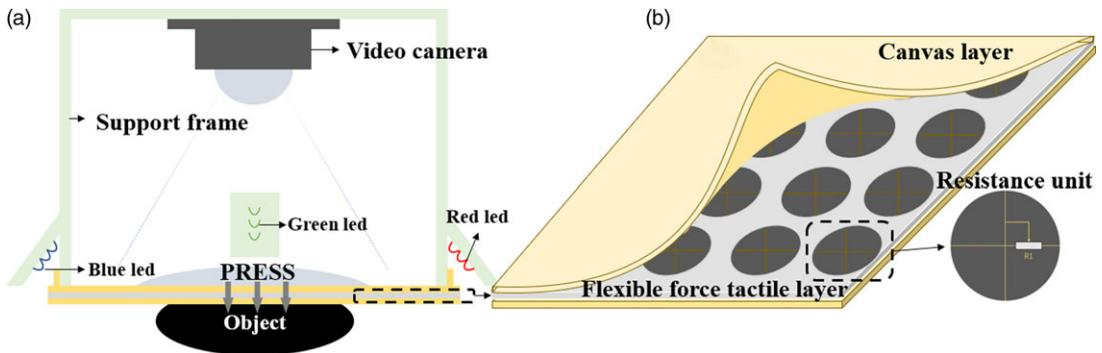 (a)
Video camera
Support frame
Green led
Red led
Blue led
PRESS
Object
(b)
Canvas layer
Resistance unit
R1
Flexible force tactile layer